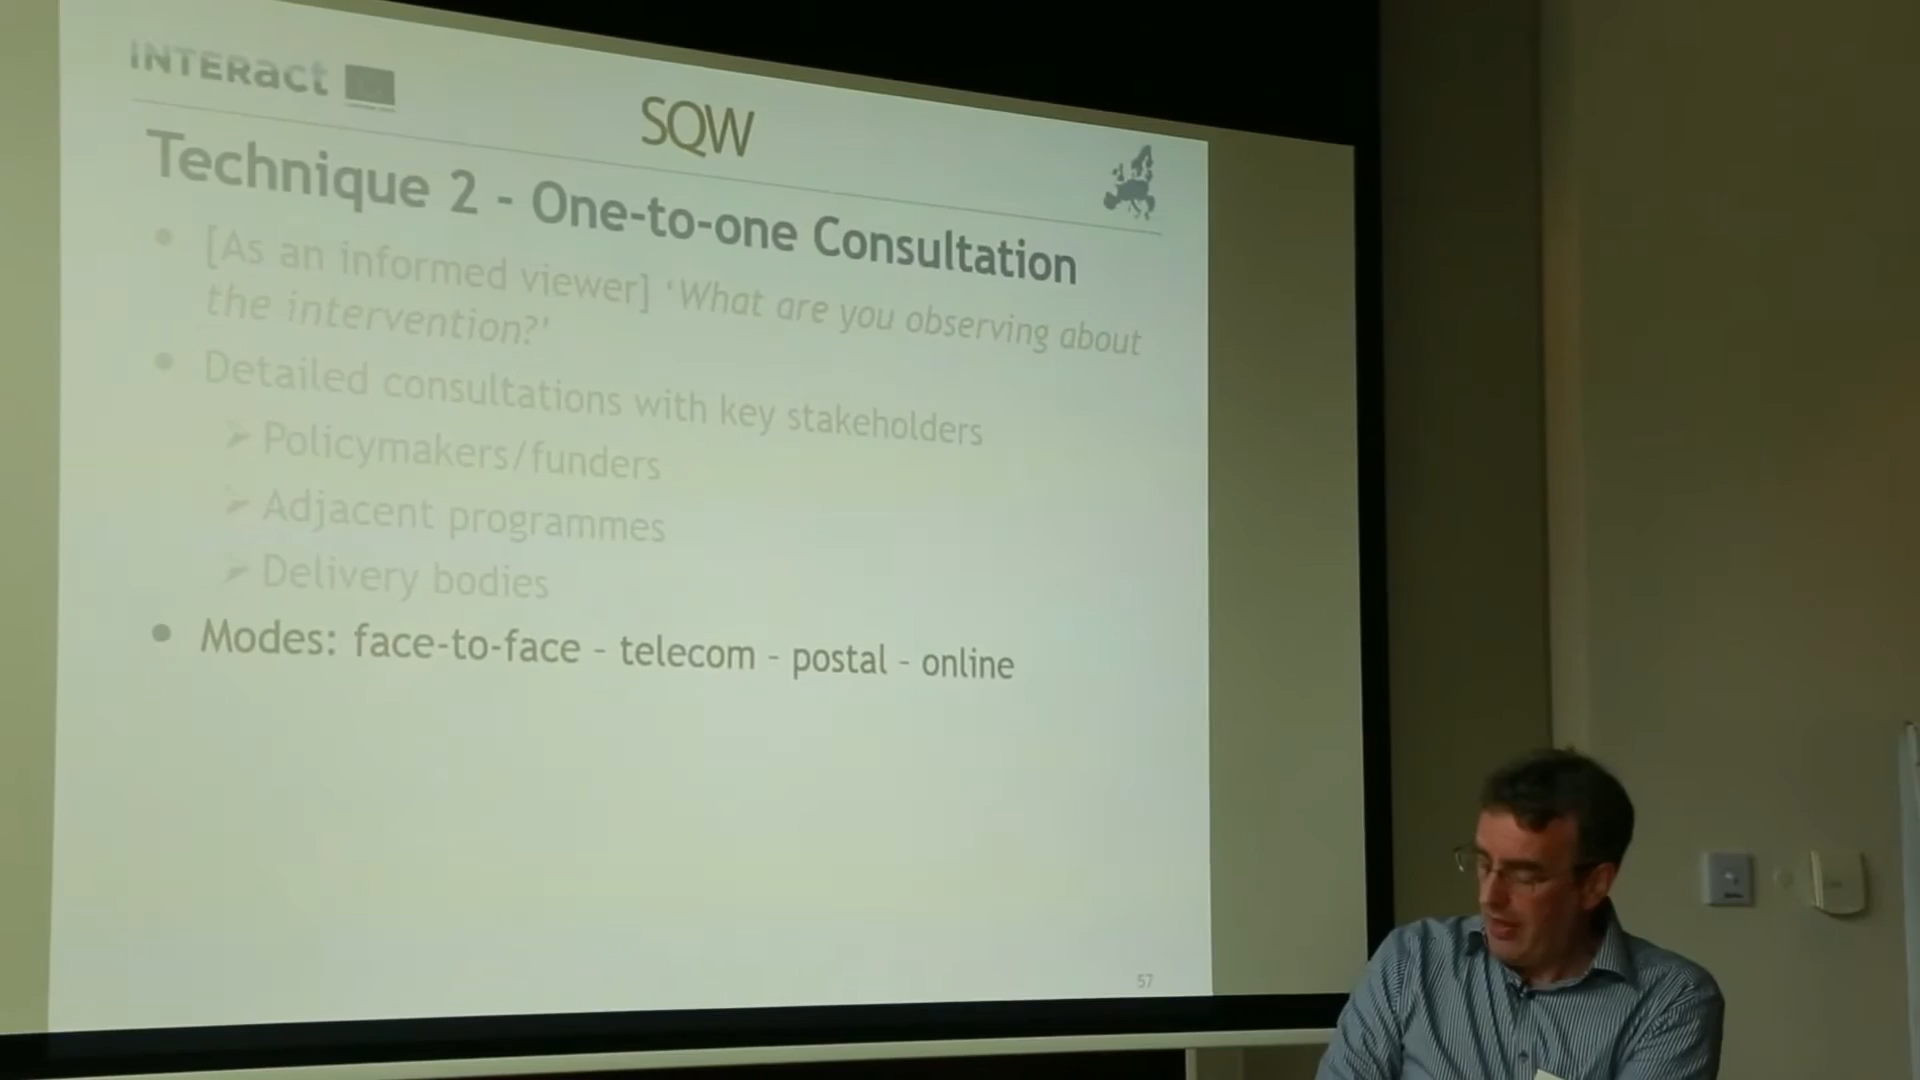 INTERact
SQW
Technique 2 - One-to-one Consultation
• [As an informed viewer] ‘What are you observing about
the intervention?’
• Detailed consultations with key stakeholders
➤ Policymakers/funders
➤ Adjacent programmes
➤ Delivery bodies
• Modes: face-to-face - telecom - postal - online
57